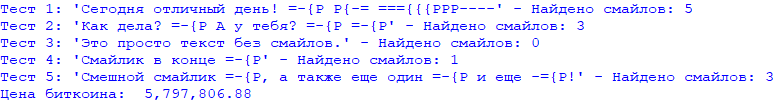 Тест 1: 'Сегодня отличный день! =-{P P{-= ==={{{PPP----' - Найдено смайлов: 5
Тест 2: 'Как дела? =-{P А у тебя? =-{P =-{P' - Найдено смайлов: 3
Тест 3: 'Это просто текст без смайлов.' - Найдено смайлов: 0
Тест 4: 'Смайлик в конце =-{P' - Найдено смайлов: 1
Тест 5: 'Смешной смайлик =-{P, а также еще один =-{P и еще -={P!' - Найдено смайлов: 3
Цена биткоина:  5,797,806.88